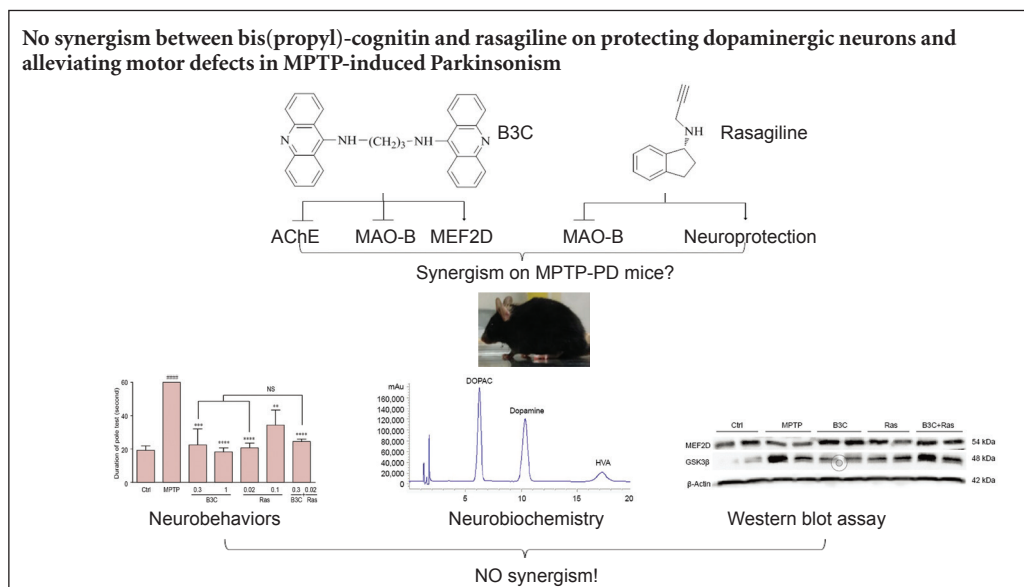 No synergism between bis(propyl)-cognitin and rasagiline on protecting dopaminergic neurons and
alleviating motor defects in MPTP-induced Parkinsonism
B3C
N
NH—(CH₂)₃—NH
N
Rasagiline
NH
AChE MAO-B MEF2D
MAO-B Neuroprotection
Synergism on MPTP-PD mice?
Duration of pole test (second)
60
40
20
0
####
***
****
****
**
****
NS
Ctrl MPTP 0.3 1 0.02 0.1 0.3 0.02
B3C Ras B3C Ras
Neurobehaviors
mAu
160,000
140,000
120,000
100,000
80,000
60,000
40,000
20,000
0
DOPAC
Dopamine
HVA
5 10 15 20
Neurobiochemistry
Ctrl MPTP B3C Ras B3C+Ras
MEF2D 54 kDa
GSK3β 48 kDa
β-Actin 42 kDa
Western blot assay
NO synergism!